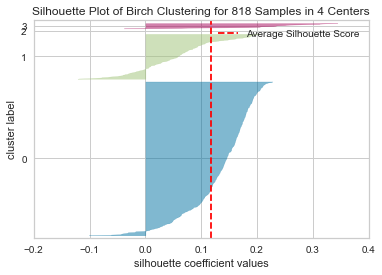 Silhouette Plot of Birch Clustering for 818 Samples in 4 Centers
Average Silhouette Score
cluster label
3
2
1
0
-0.2 -0.1 0.0 0.1 0.2 0.3 0.4
silhouette coefficient values